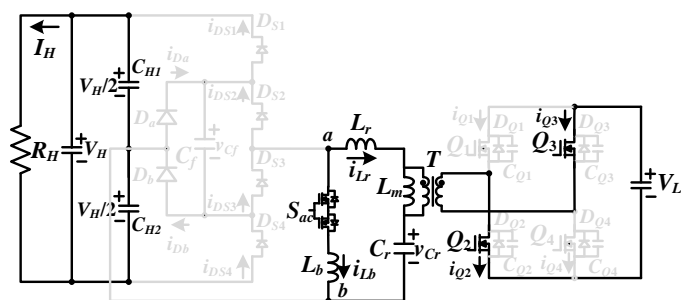 I_H
R_H
V_H
V_H/2
C_H1
V_H/2
C_H2
i_DS1
D_S1
i_Da
D_a
i_DS2
D_S2
C_f
v_Cf
D_b
i_DS3
D_S3
i_Db
i_DS4
D_S4
a
L_r
i_Lr
S_ac
L_b
i_Lb
b
L_m
T
C_r
v_Cr
i_Q1
Q_1
D_Q1
C_Q1
i_Q3
Q_3
D_Q3
C_Q3
Q_2
i_Q2
D_Q2
C_Q2
Q_4
i_Q4
D_Q4
C_Q4
V_L